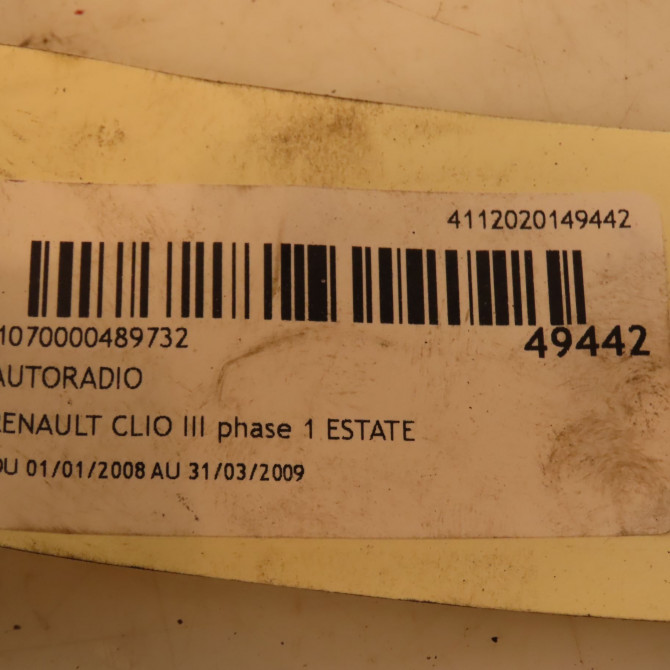 4112020149442
1070000489732
49442
AUTORADIO
RENAULT CLIO III phase 1 ESTATE
DU 01/01/2008 AU 31/03/2009